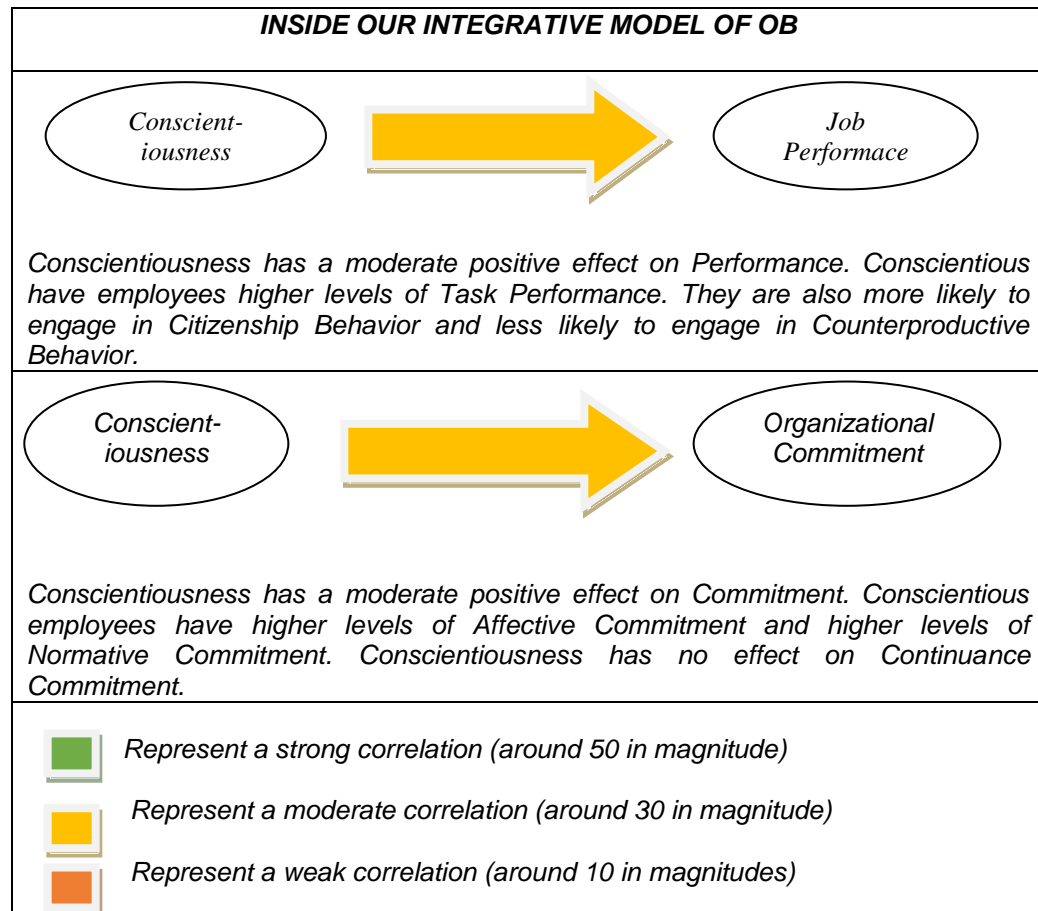 INSIDE OUR INTEGRATIVE MODEL OF OB
Conscient-
iousness
Job
Performace
Conscientiousness has a moderate positive effect on Performance. Conscientious
have employees higher levels of Task Performance. They are also more likely to
engage in Citizenship Behavior and less likely to engage in Counterproductive
Behavior.
Conscient-
iousness
Organizational
Commitment
Conscientiousness has a moderate positive effect on Commitment. Conscientious
employees have higher levels of Affective Commitment and higher levels of
Normative Commitment. Conscientiousness has no effect on Continuance
Commitment.
Represent a strong correlation (around 50 in magnitude)
Represent a moderate correlation (around 30 in magnitude)
Represent a weak correlation (around 10 in magnitudes)